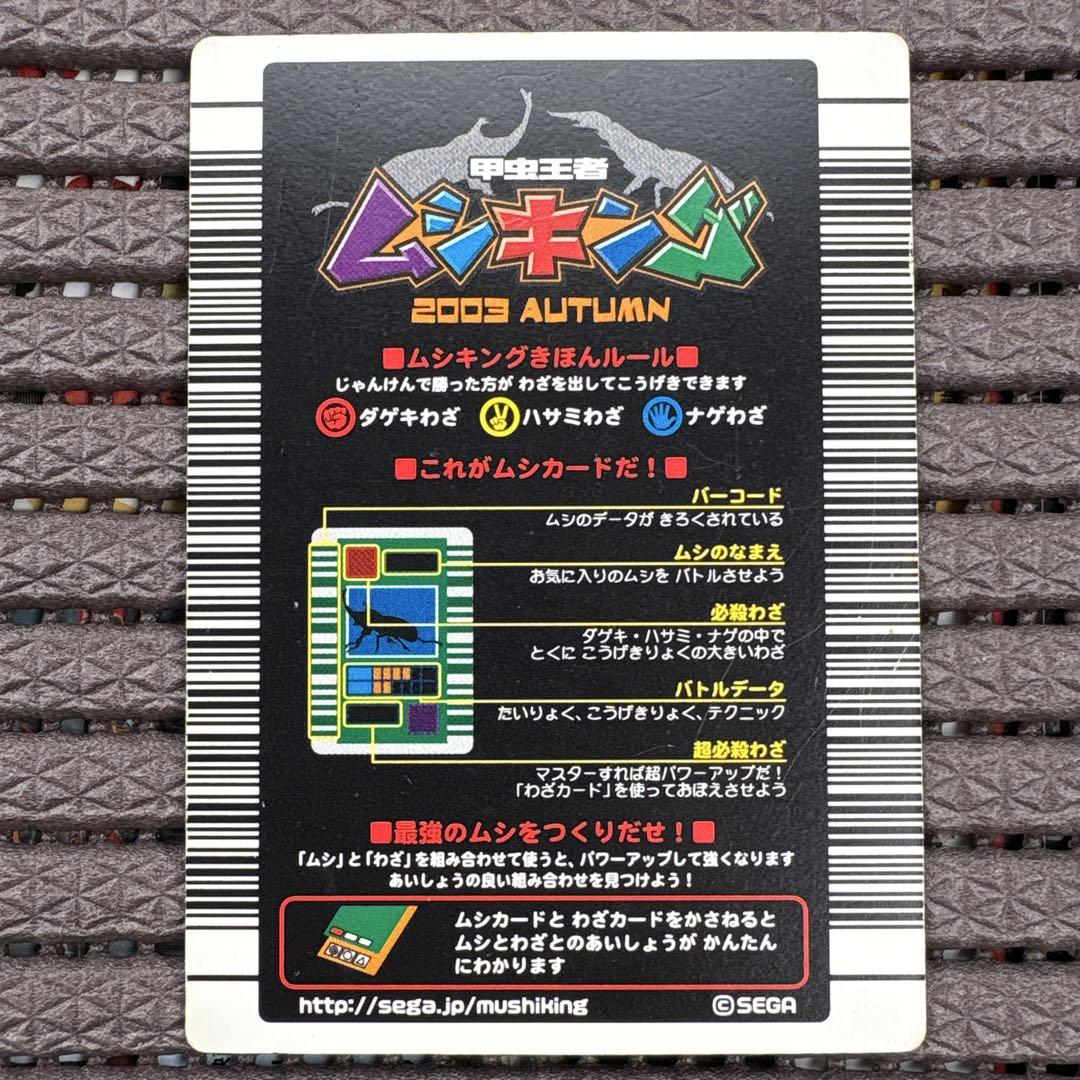 甲虫王者
ムシキング
2003 AUTUMN
■ムシキングきほんルール■
じゃんけんで勝った方が わざを出してこうげきできます
ダゲキわざ ハサミわざ ナゲわざ
■これがムシカードだ！■
バーコード
ムシのデータが きろくされている
ムシのなまえ
お気に入りのムシを バトルさせよう
必殺わざ
ダゲキ・ハサミ・ナゲの中で
とくに こうげきりょくの大きいわざ
バトルデータ
たいりょく、こうげきりょく、テクニック
超必殺わざ
マスターすれば超パワーアップだ！
「わざカード」を使っておぼえさせよう
■最強のムシをつくりだせ！■
「ムシ」と「わざ」を組み合わせて使うと、パワーアップして強くなります
あいしょうの良い組み合わせを見つけよう！
ムシカードと わざカードをかさねると
ムシとわざとのあいしょうが かんたん
にわかります
http://sega.jp/mushiking
©SEGA